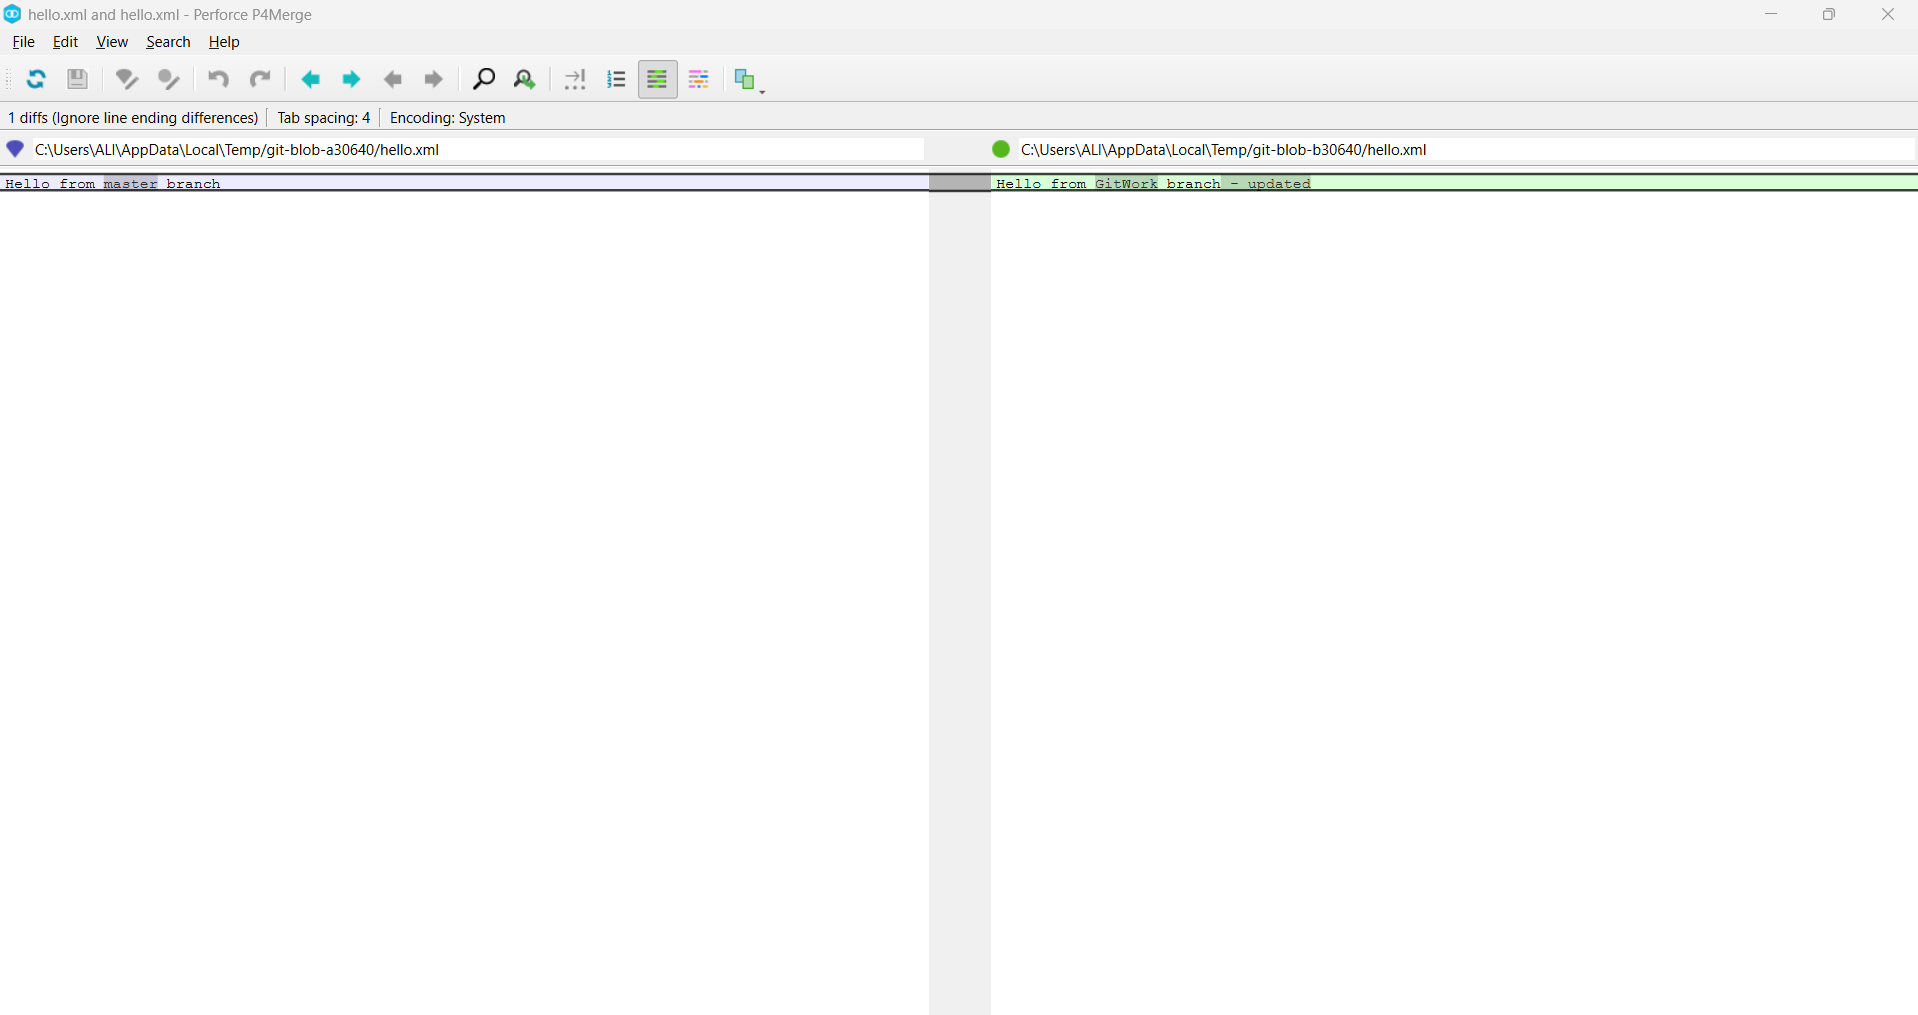 hello.xml and hello.xml - Perforce P4Merge
File Edit View Search Help
1 diffs (Ignore line ending differences) Tab spacing: 4 Encoding: System
C:\Users\ALI\AppData\Local\Temp/git-blob-a30640/hello.xml
C:\Users\ALI\AppData\Local\Temp/git-blob-b30640/hello.xml
Hello from master branch
Hello from GitWork branch - updated